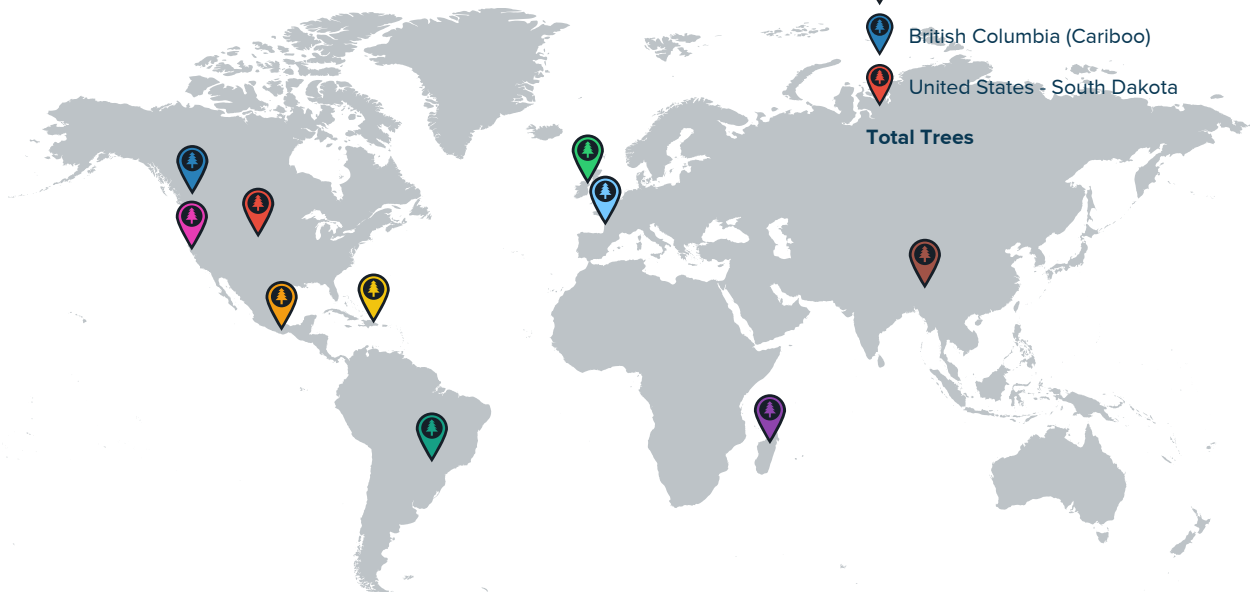 British Columbia (Cariboo)
United States - South Dakota
Total Trees